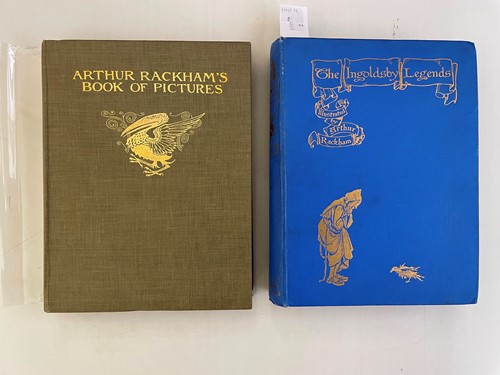 ARTHUR RACKHAM'S
BOOK OF PICTURES
The Ingoldsby Legends
Illustrated
by
Arthur
Rackham